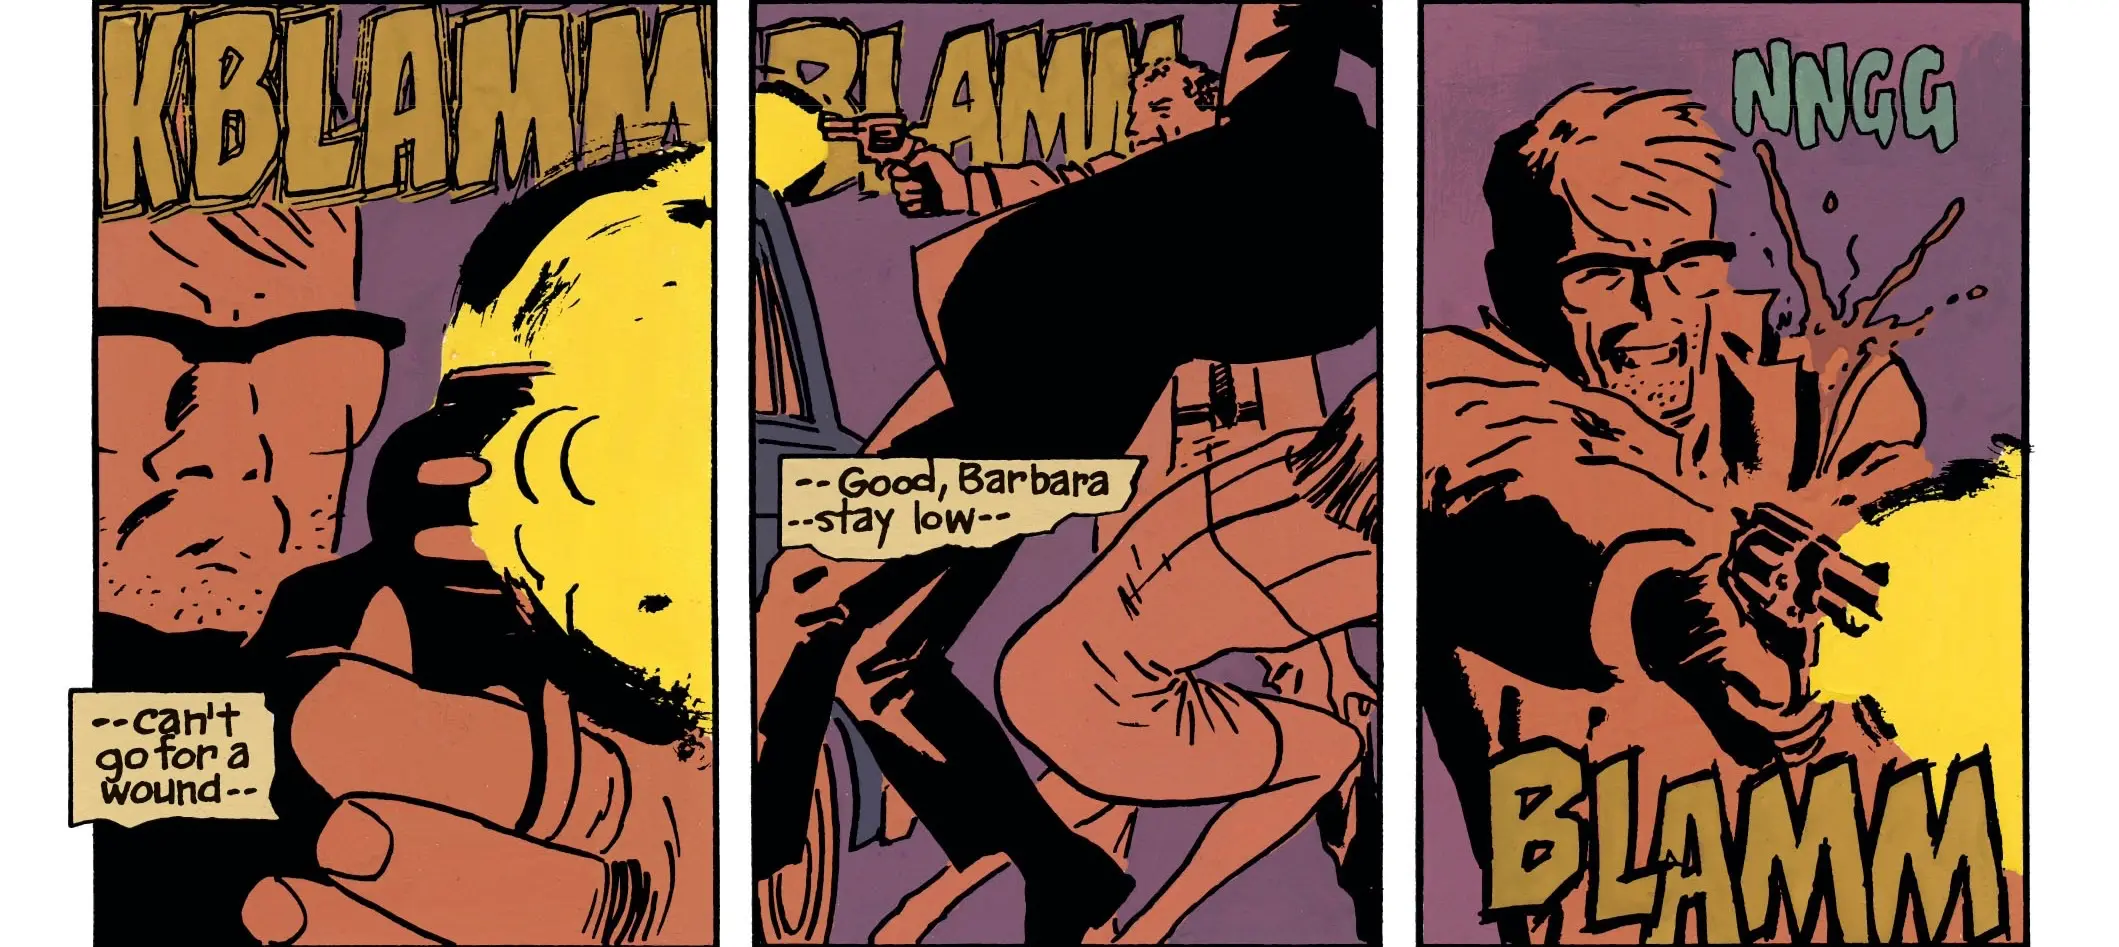 KBLAMM
--can't
go for a
wound--
BLAMM
--Good, Barbara
--stay low--
NNGG
BLAMM